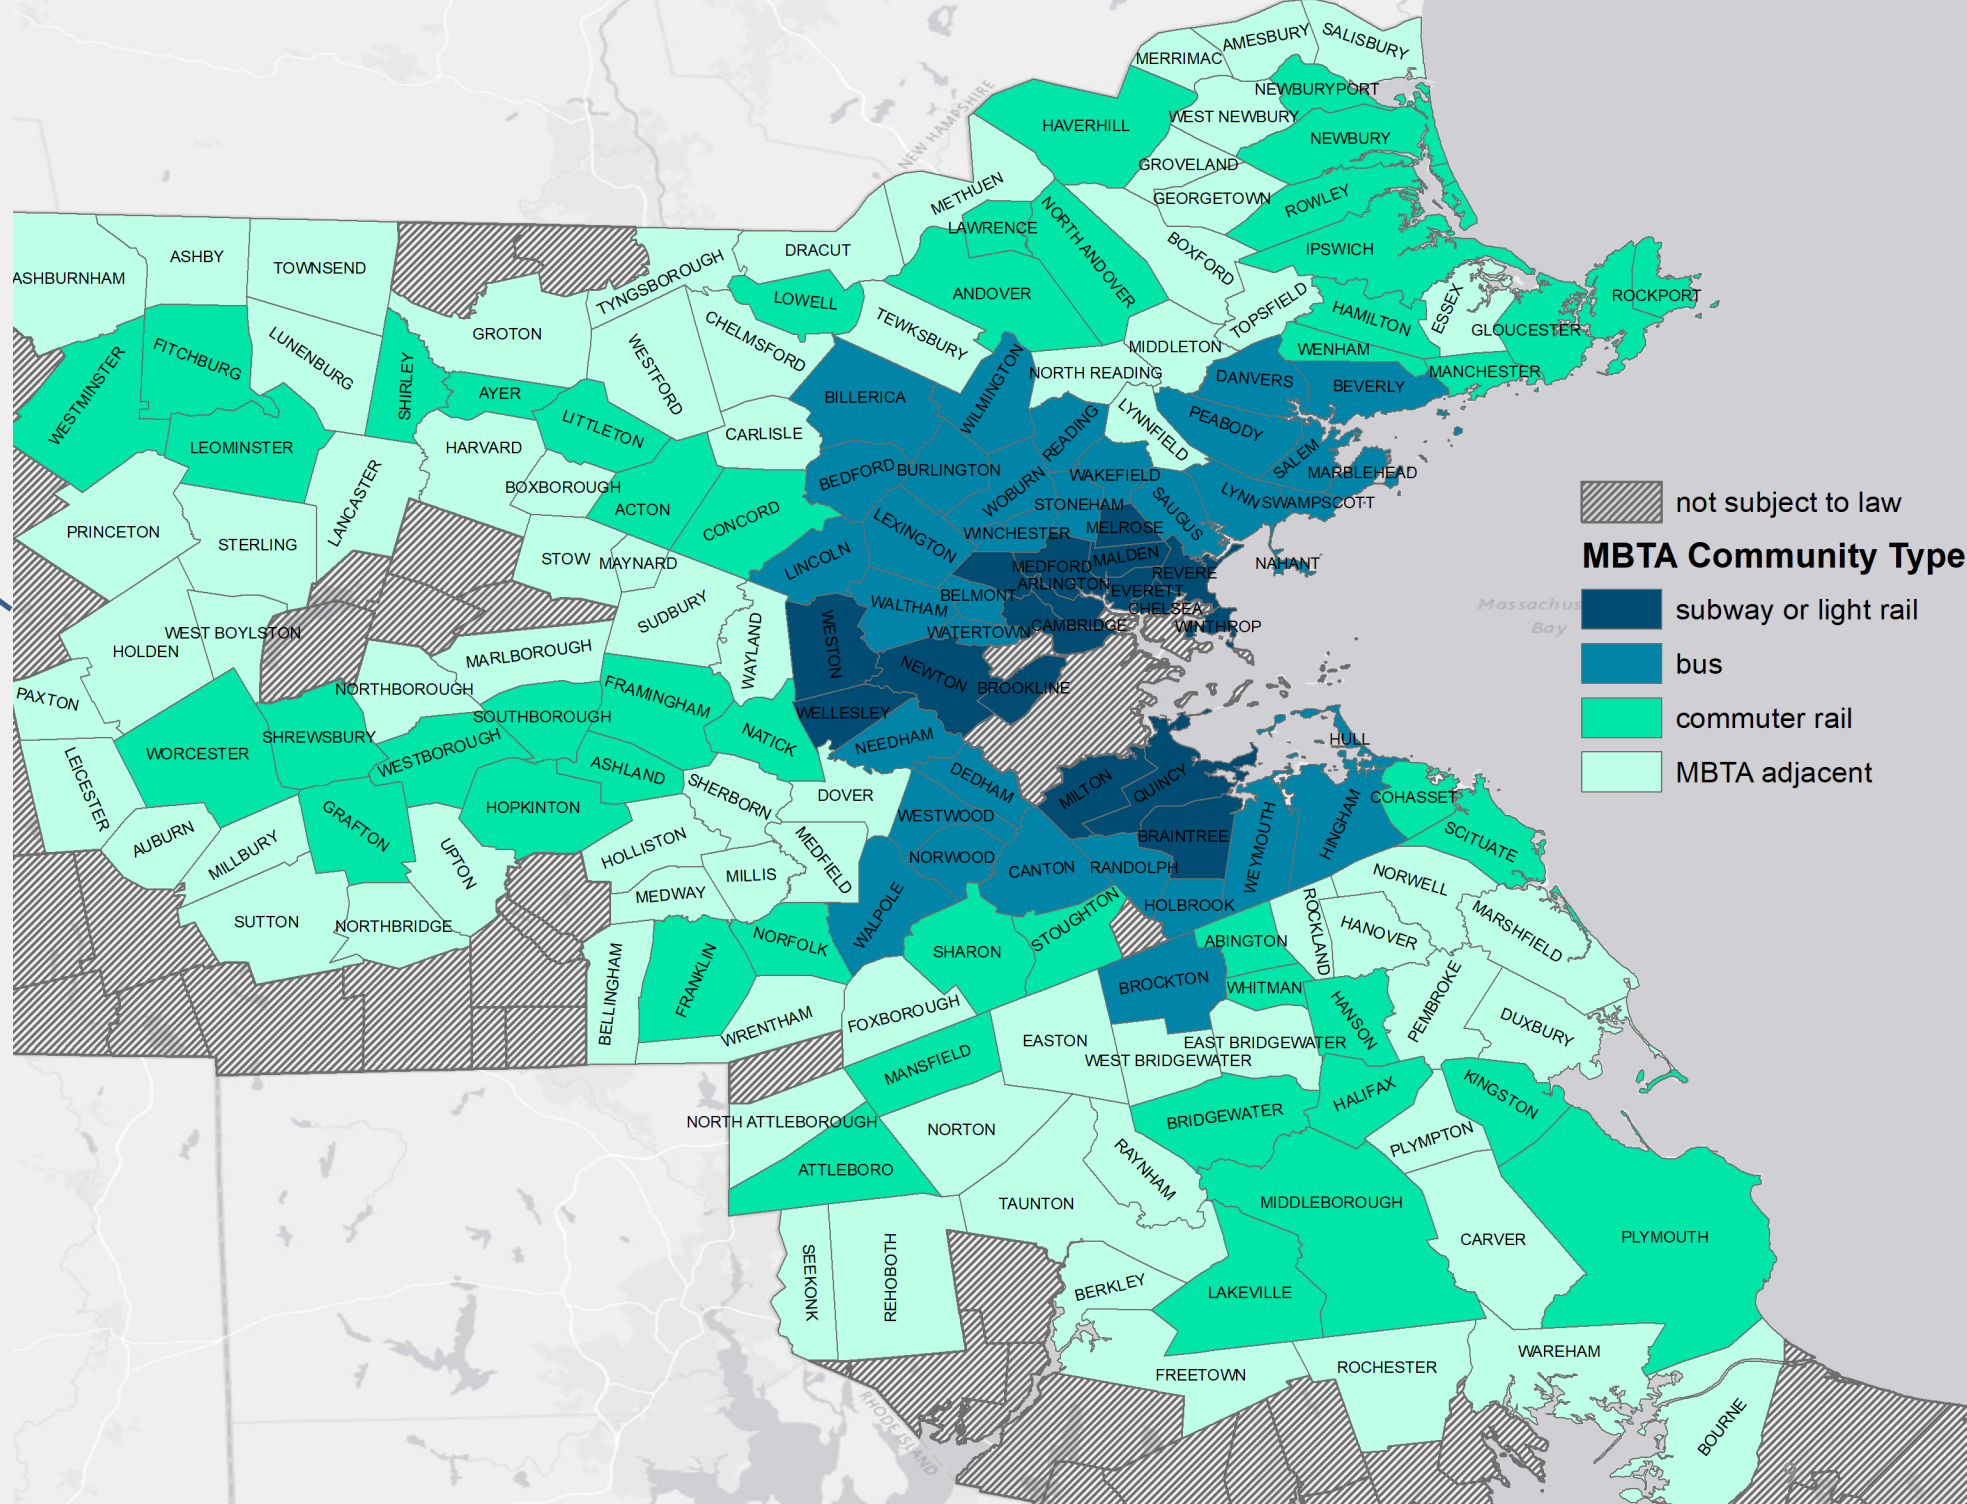 SALISBURY
AMESBURY
MERRIMAC
NEWBURYPORT
WEST NEWBURY
HAVERHILL
NEWBURY
NEW HAMPSHIRE
GROVELAND
METHUEN
GEORGETOWN
ROWLEY
LAWRENCE
NORTH ANDOVER
BOXFORD
IPSWICH
ASHBY
TOWNSEND
DRACUT
ASHBURNHAM
TYNGSBOROUGH
LOWELL
ANDOVER
TOPSFIELD
ESSEX
ROCKPORT
HAMILTON
GLOUCESTER
GROTON
CHELMSFORD
TEWKSBURY
MIDDLETON
WENHAM
FITCHBURG
LUNENBURG
WESTMINSTER
SHIRLEY
WESTFORD
NORTH READING
MANCHESTER
DANVERS
BEVERLY
AYER
BILLERICA
WILMINGTON
LITTLETON
CARLISLE
READING
LYNNFIELD
PEABODY
LEOMINSTER
HARVARD
BEDFORD
BURLINGTON
WAKEFIELD
SALEM
MARBLEHEAD
BOXBOROUGH
LANCASTER
ACTON
CONCORD
WOBURN
STONEHAM
SAUGUS
LYNN
SWAMPSCOTT
not subject to law
PRINCETON
STERLING
LEXINGTON
WINCHESTER
MELROSE
MBTA Community Type
STOW
MAYNARD
LINCOLN
MEDFORD
MALDEN
REVERE
NAHANT
ARLINGTON
EVERETT
BELMONT
CHELSEA
subway or light rail
Massachus
Bay
SUDBURY
WAYLAND
WALTHAM
WATERTOWN
CAMBRIDGE
WINTHROP
HOLDEN
WEST BOYLSTON
MARLBOROUGH
WESTON
bus
PAXTON
NORTHBOROUGH
FRAMINGHAM
NEWTON
BROOKLINE
SOUTHBOROUGH
WELLESLEY
commuter rail
WORCESTER
SHREWSBURY
WESTBOROUGH
NATICK
NEEDHAM
HULL
LEICESTER
ASHLAND
SHERBORN
DOVER
DEDHAM
MILTON
QUINCY
MBTA adjacent
COHASSET
HOPKINTON
WESTWOOD
BRAINTREE
WEYMOUTH
HINGHAM
SCITUATE
AUBURN
MILLBURY
GRAFTON
UPTON
HOLLISTON
MEDFIELD
NORWOOD
CANTON
RANDOLPH
MEDWAY
MILLIS
NORWELL
SUTTON
NORTHBRIDGE
WALPOLE
HOLBROOK
ROCKLAND
HANOVER
MARSHFIELD
NORFOLK
SHARON
STOUGHTON
ABINGTON
BELLINGHAM
FRANKLIN
BROCKTON
WHITMAN
HANSON
PEMBROKE
DUXBURY
WRENTHAM
FOXBOROUGH
EASTON
EAST BRIDGEWATER
WEST BRIDGEWATER
MANSFIELD
KINGSTON
HALIFAX
NORTH ATTLEBOROUGH
NORTON
BRIDGEWATER
PLYMPTON
ATTLEBORO
RAYNHAM
TAUNTON
MIDDLEBOROUGH
CARVER
PLYMOUTH
SEEKONK
REHOBOTH
BERKLEY
LAKEVILLE
FREETOWN
ROCHESTER
WAREHAM
RHODE ISLAND
BOURNE